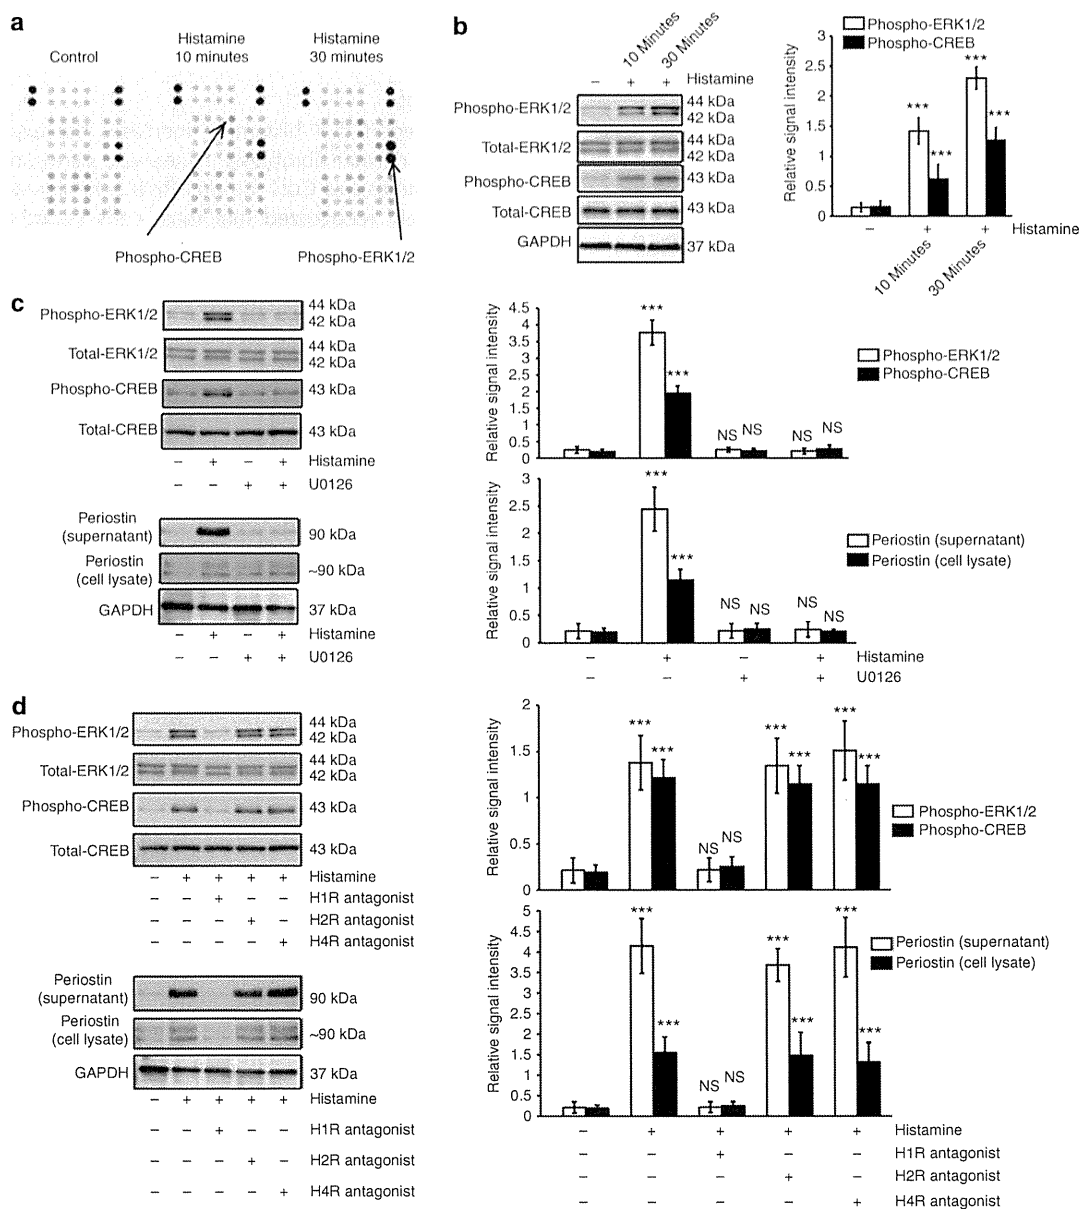 a
Control
Histamine
10 minutes
Histamine
30 minutes
Phospho-CREB
Phospho-ERK1/2
b
10 Minutes
30 Minutes
– + + Histamine
Phospho-ERK1/2
44 kDa
42 kDa
Total-ERK1/2
44 kDa
42 kDa
Phospho-CREB
43 kDa
Total-CREB
43 kDa
GAPDH
37 kDa
Phospho-ERK1/2
Phospho-CREB
Relative signal intensity
3
2.5
2
1.5
1
0.5
0
*** *** *** ***
– + + Histamine
10 Minutes
30 Minutes
c
Phospho-ERK1/2
44 kDa
42 kDa
Total-ERK1/2
44 kDa
42 kDa
Phospho-CREB
43 kDa
Total-CREB
43 kDa
– + – + Histamine
– – + + U0126
Periostin
(supernatant)
90 kDa
Periostin
(cell lysate)
~90 kDa
GAPDH
37 kDa
– + – + Histamine
– – + + U0126
Relative signal intensity
4.5
4
3.5
3
2.5
2
1.5
1
0.5
0
*** *** NS NS NS NS
Phospho-ERK1/2
Phospho-CREB
Relative signal intensity
3
2.5
2
1.5
1
0.5
0
*** *** NS NS NS NS
Periostin (supernatant)
Periostin (cell lysate)
– + – + Histamine
– – + + U0126
d
Phospho-ERK1/2
44 kDa
42 kDa
Total-ERK1/2
44 kDa
42 kDa
Phospho-CREB
43 kDa
Total-CREB
43 kDa
– + + + + Histamine
– – + – – H1R antagonist
– – – + – H2R antagonist
– – – – + H4R antagonist
Periostin
(supernatant)
90 kDa
Periostin
(cell lysate)
~90 kDa
GAPDH
37 kDa
– + + + + Histamine
– – + – – H1R antagonist
– – – + – H2R antagonist
– – – – + H4R antagonist
Relative signal intensity
2
1.5
1
0.5
0
*** *** NS NS *** *** *** ***
Phospho-ERK1/2
Phospho-CREB
Relative signal intensity
5
4.5
4
3.5
3
2.5
2
1.5
1
0.5
0
*** *** NS NS *** *** *** ***
Periostin (supernatant)
Periostin (cell lysate)
– + + + + Histamine
– – + – – H1R antagonist
– – – + – H2R antagonist
– – – – + H4R antagonist